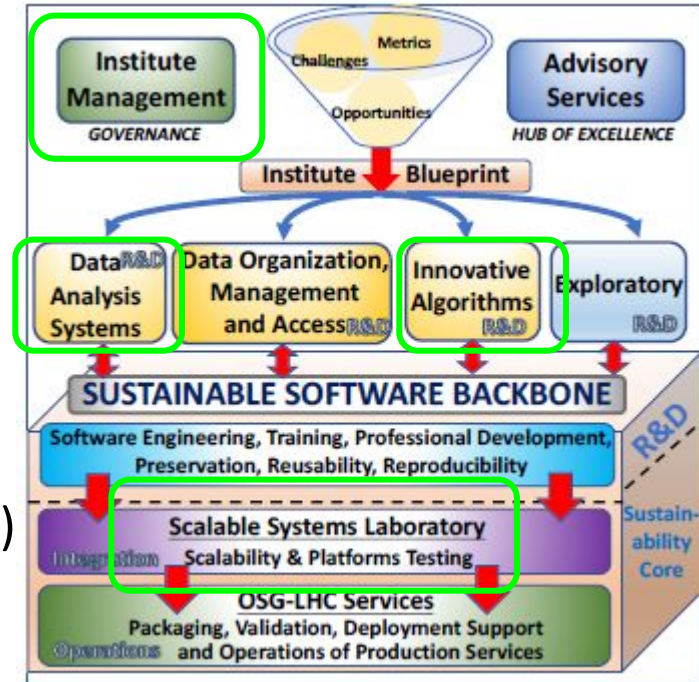 Institute
Management
GOVERNANCE
Metrics
Challenges
Opportunities
Advisory
Services
HUB OF EXCELLENCE
Institute Blueprint
Data R&D
Analysis
Systems
Data Organization,
Management
and Access R&D
Innovative
Algorithms
R&D
Exploratory
R&D
SUSTAINABLE SOFTWARE BACKBONE
Software Engineering, Training, Professional Development,
Preservation, Reusability, Reproducibility
R&D
)
Scalable Systems Laboratory
Integration Scalability & Platforms Testing
Sustain-
ability
Core
OSG-LHC Services
Packaging, Validation, Deployment Support
Operations and Operations of Production Services